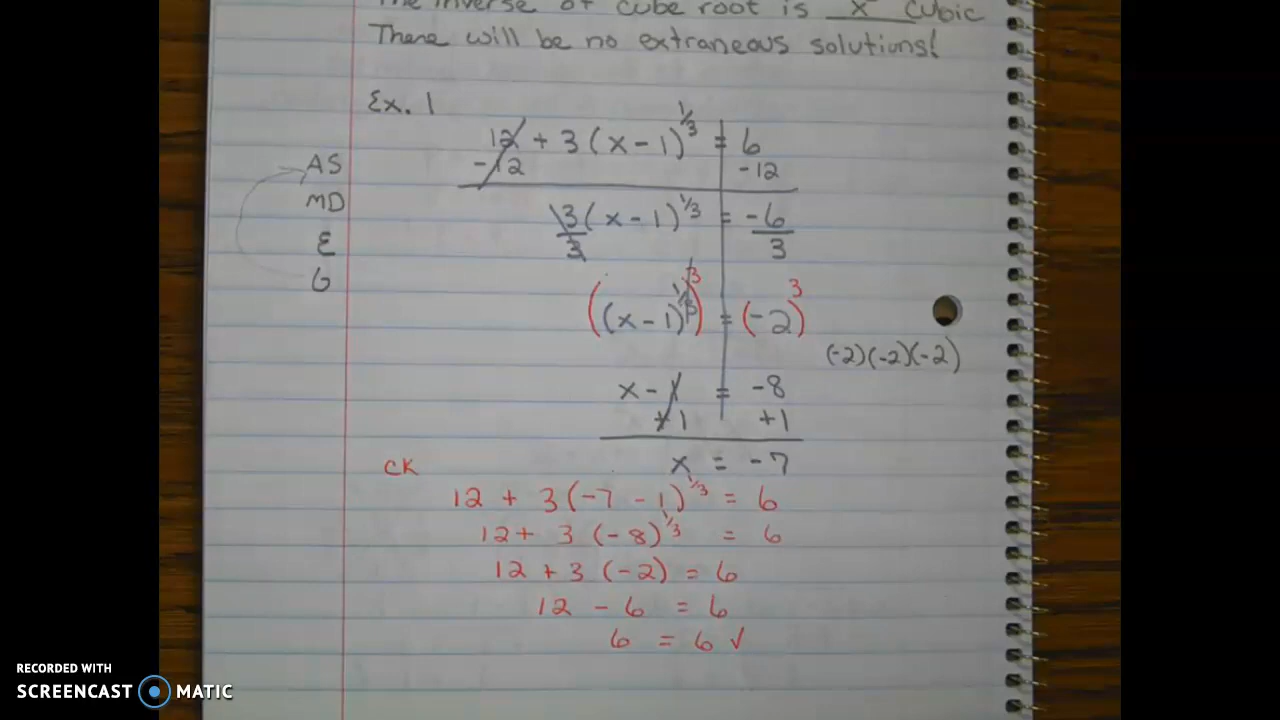 The inverse of cube root is x cubic
There will be no extraneous solutions!
Ex. 1
12 + 3(x-1)^1/3 = 6
-12 -12
3(x-1)^1/3 = -6
3 3
((x-1)^1/3)^3 = (-2)^3
(-2)(-2)(-2)
x - 1 = -8
+1 +1
x = -7
AS
MD
E
G
CK
12 + 3(-7 - 1)^1/3 = 6
12 + 3 (-8)^1/3 = 6
12 + 3 (-2) = 6
12 - 6 = 6
6 = 6 ✓
RECORDED WITH
SCREENCAST MATIC